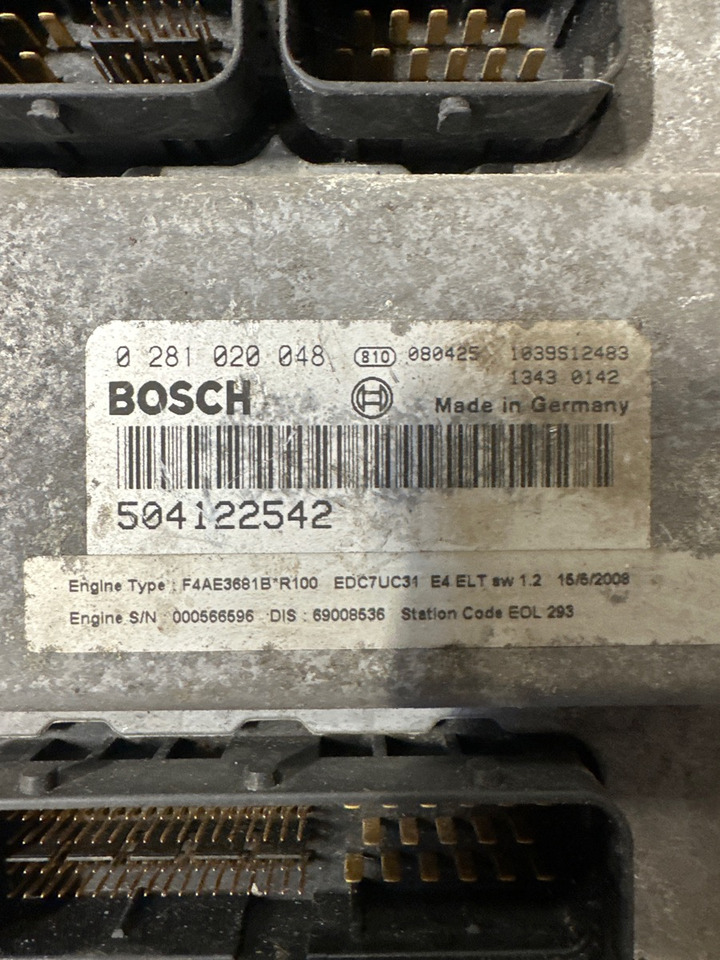 0 281 020 048 810 080425 1039S12483
1343 0142
BOSCH Made in Germany
504122542
Engine Type : F4AE3681B*R100 EDC7UC31 E4 ELT sw 1.2 16/6/2008
Engine S/N : 000566596 DIS : 69008536 Station Code EOL 293